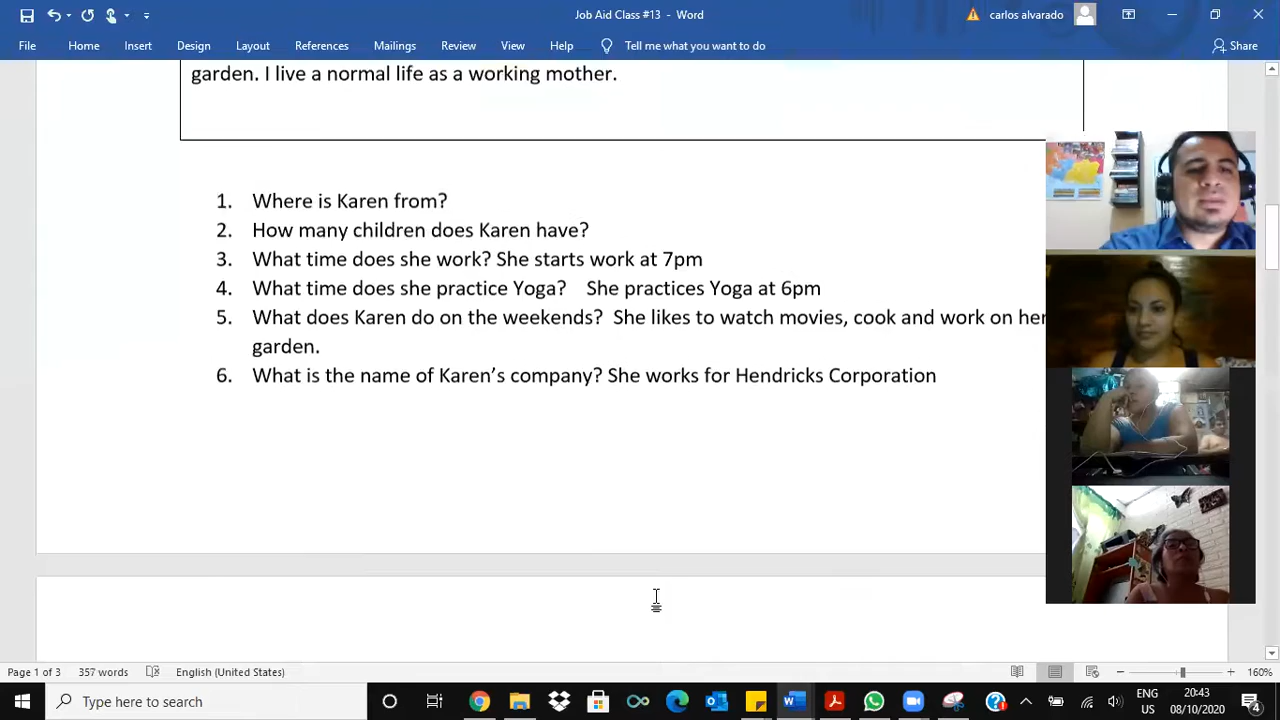 Job Aid Class #13 - Word
carlos alvarado
File Home Insert Design Layout References Mailings Review View Help Tell me what you want to do Share
garden. I live a normal life as a working mother.
1. Where is Karen from?
2. How many children does Karen have?
3. What time does she work? She starts work at 7pm
4. What time does she practice Yoga? She practices Yoga at 6pm
5. What does Karen do on the weekends? She likes to watch movies, cook and work on her
garden.
6. What is the name of Karen's company? She works for Hendricks Corporation
Page 1 of 3 357 words English (United States) 160%
Type here to search
ENG
US
20:43
08/10/2020
4